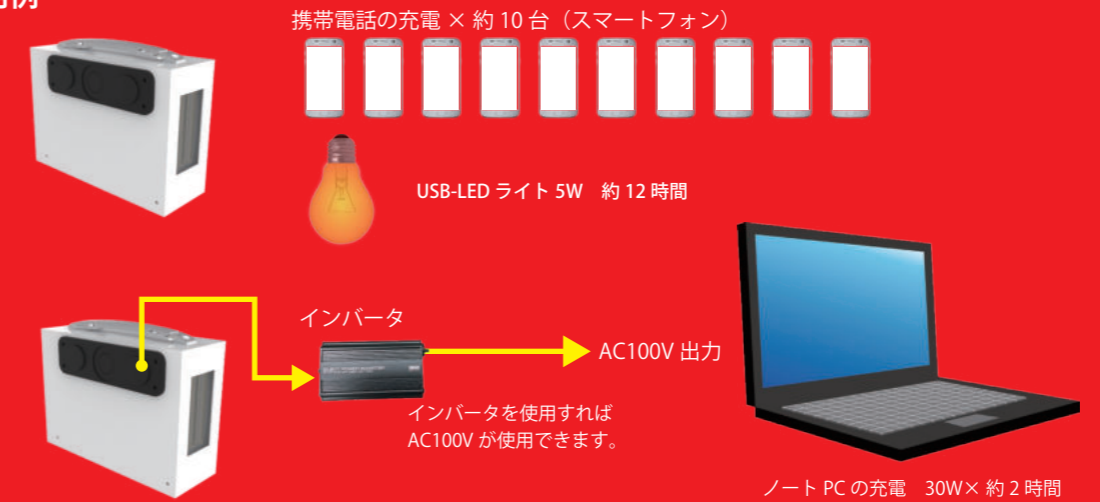 携帯電話の充電 × 約 10 台（スマートフォン）
USB-LED ライト 5W　約 12 時間
インバータ
AC100V 出力
インバータを使用すれば
AC100V が使用できます。
ノート PC の充電　30W× 約 2 時間